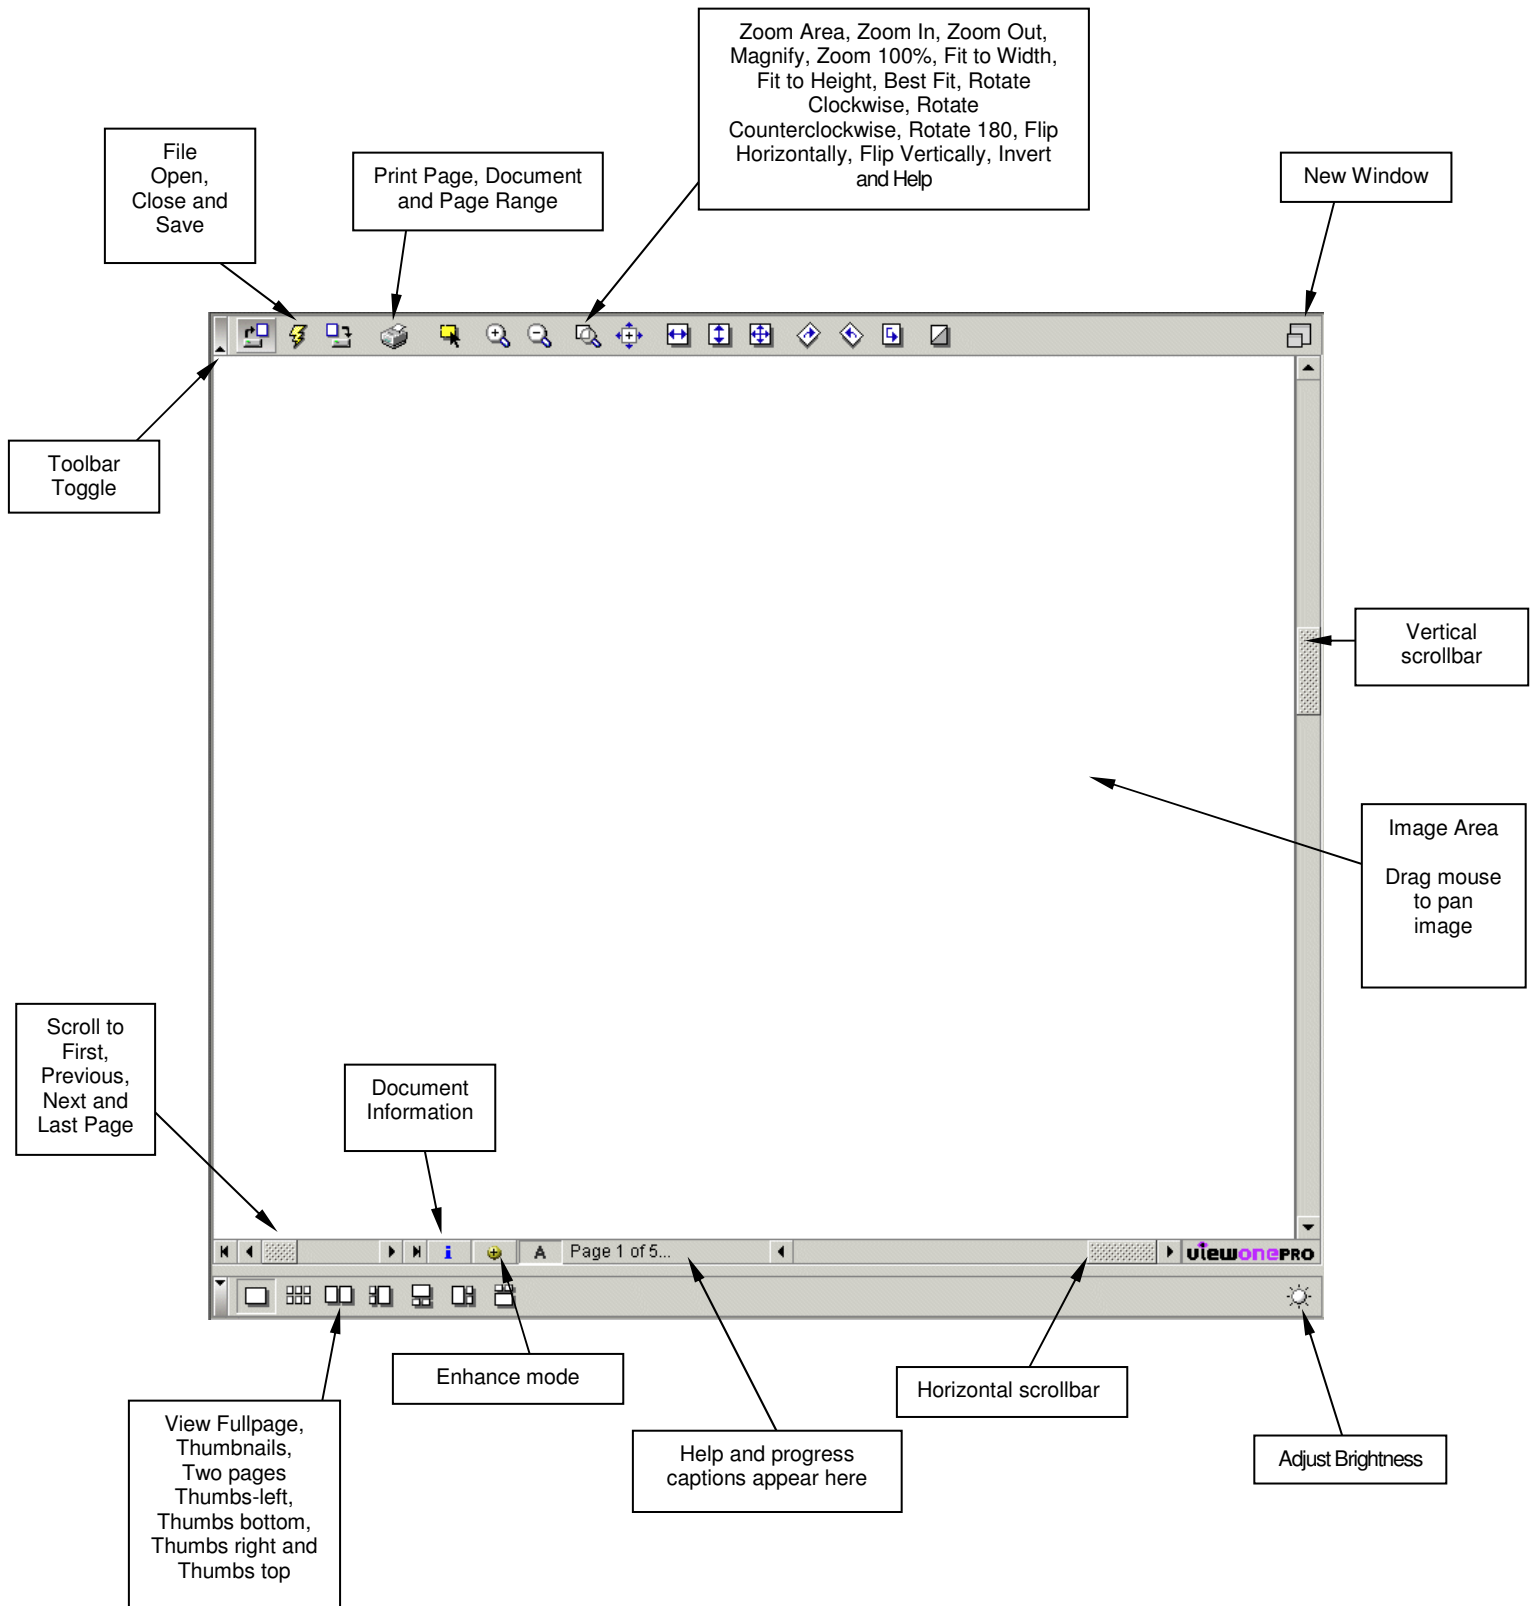 Zoom Area, Zoom In, Zoom Out,
Magnify, Zoom 100%, Fit to Width,
Fit to Height, Best Fit, Rotate
Clockwise, Rotate
Counterclockwise, Rotate 180, Flip
Horizontally, Flip Vertically, Invert
and Help
File
Open,
Close and
Save
Print Page, Document
and Page Range
New Window
Toolbar
Toggle
Vertical
scrollbar
Image Area
Drag mouse
to pan
image
Scroll to
First,
Previous,
Next and
Last Page
Document
Information
i
A
Page 1 of 5...
viewonePRO
Enhance mode
Horizontal scrollbar
View Fullpage,
Thumbnails,
Two pages
Thumbs-left,
Thumbs bottom,
Thumbs right and
Thumbs top
Help and progress
captions appear here
Adjust Brightness